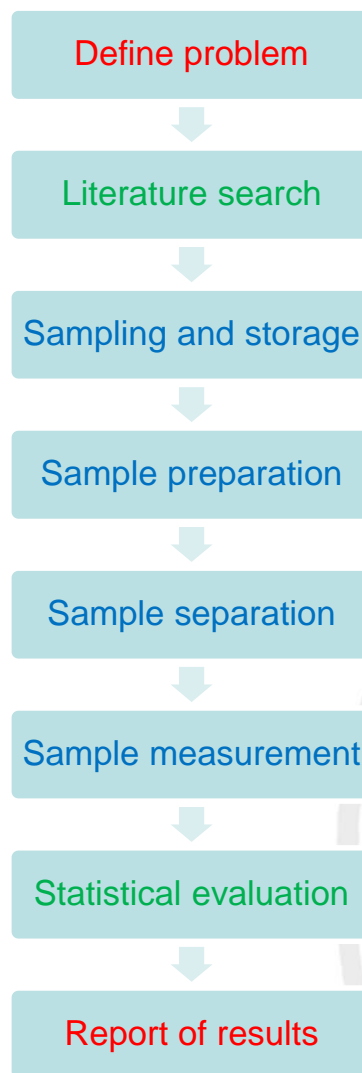 Define problem
Literature search
Sampling and storage
Sample preparation
Sample separation
Sample measurement
Statistical evaluation
Report of results